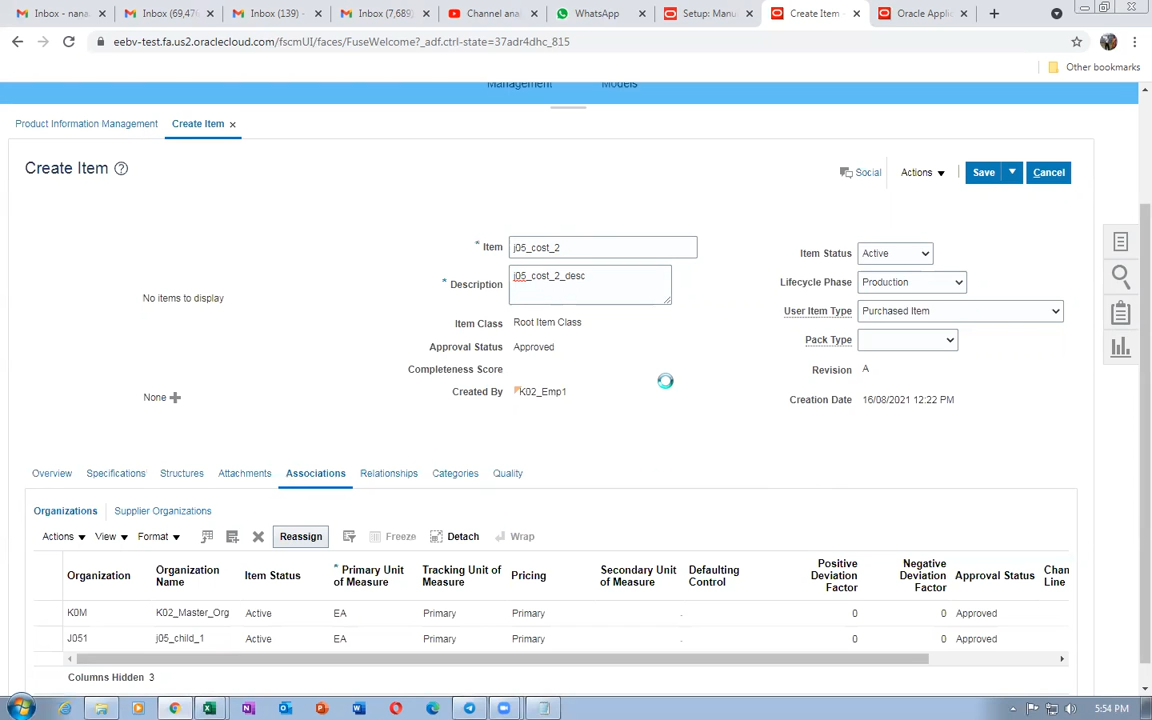 Inbox - nana
Inbox (69,47
Inbox (139) -
Inbox (7,689)
Channel anal
WhatsApp
Setup: Manu
Create Item -
Oracle Applic
eebv-test.fa.us2.oraclecloud.com/fscmUI/faces/FuseWelcome?_adf.ctrl-state=37adr4dhc_815
Other bookmarks
Management Models
Product Information Management Create Item
Create Item
Social Actions Save Cancel
* Item j05_cost_2
* Description j05_cost_2_desc
Item Class Root Item Class
Approval Status Approved
Completeness Score
Created By K02_Emp1
No items to display
None
Item Status Active
Lifecycle Phase Production
User Item Type Purchased Item
Pack Type
Revision A
Creation Date 16/08/2021 12:22 PM
Overview Specifications Structures Attachments Associations Relationships Categories Quality
Organizations Supplier Organizations
Actions View Format Reassign Freeze Detach Wrap
Organization Organization Name Item Status * Primary Unit of Measure Tracking Unit of Measure Pricing Secondary Unit of Measure Defaulting Control Positive Deviation Factor Negative Deviation Factor Approval Status Chan Line
K0M K02_Master_Org Active EA Primary Primary 0 0 Approved
J051 j05_child_1 Active EA Primary Primary 0 0 Approved
Columns Hidden 3
5:54 PM